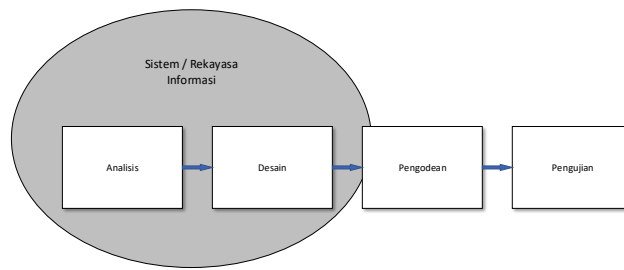 Sistem / Rekayasa
Informasi
Analisis
Desain
Pengodean
Pengujian